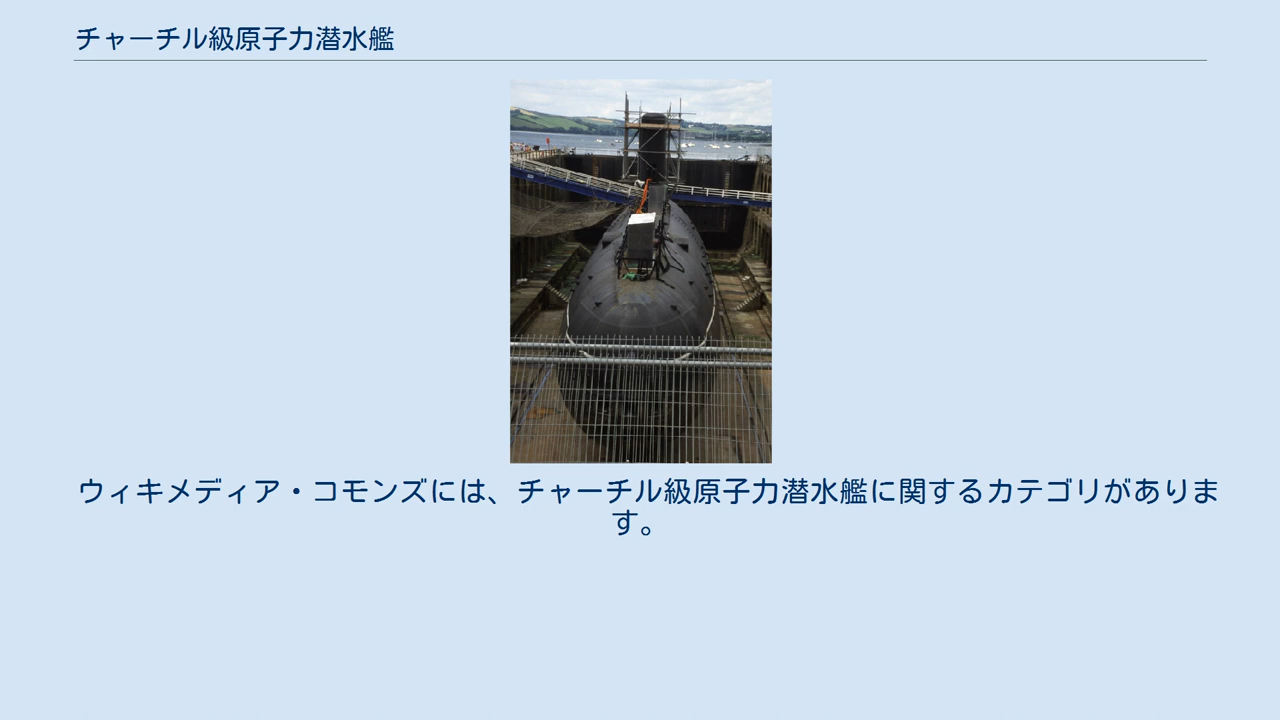 チャーチル級原子力潜水艦
ウィキメディア・コモンズには、チャーチル級原子力潜水艦に関するカテゴリがありま
す。